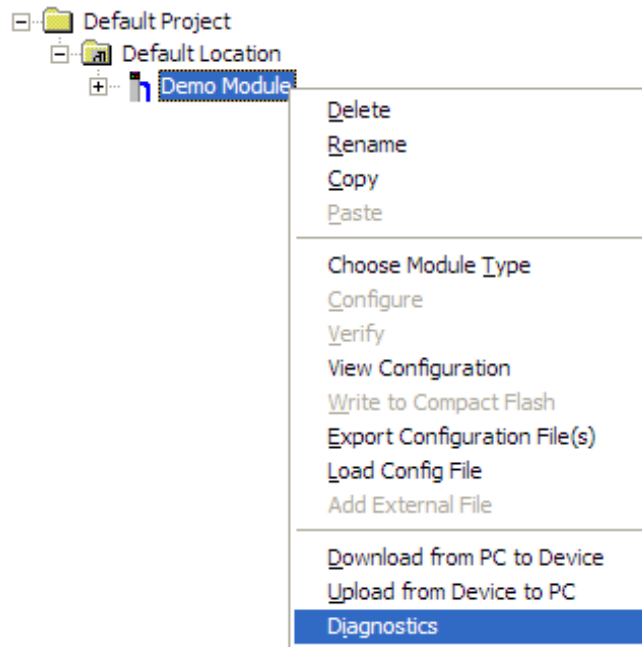 Default Project
Default Location
Demo Module
Delete
Rename
Copy
Paste
Choose Module Type
Configure
Verify
View Configuration
Write to Compact Flash
Export Configuration File(s)
Load Config File
Add External File
Download from PC to Device
Upload from Device to PC
Diagnostics